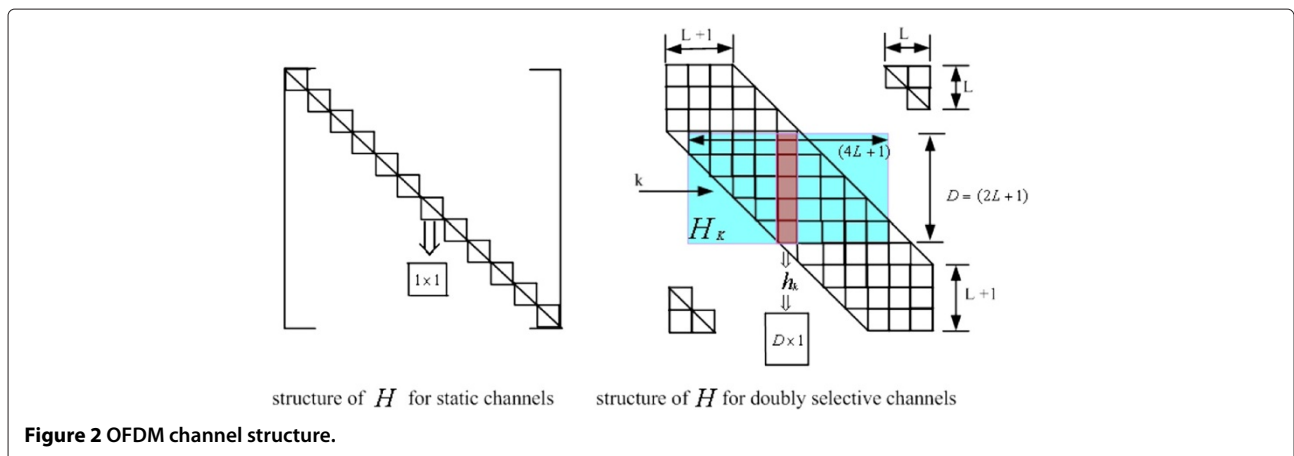 L +1
L
L
(4L+1)
k
D = (2L+1)
H_K
1×1
h_k
L +1
D×1
structure of H for static channels
structure of H for doubly selective channels
Figure 2 OFDM channel structure.